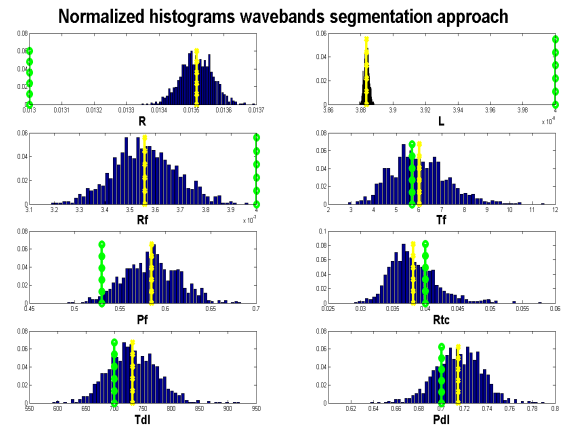 Normalized histograms wavebands segmentation approach
0.08 0.06 0.04 0.02 0
0.013 0.0131 0.0131 0.0132 0.0133 0.0134 0.0135 0.0135 0.0136 0.0137
R
0.06 0.04 0.02 0
3.86 3.88 3.9 3.92 3.94 3.96 3.98 4
x 10
L
0.08 0.06 0.04 0.02 0
3.1 3.2 3.3 3.4 3.5 3.6 3.7 3.8 3.9 4
x 10
Rf
0.08 0.06 0.04 0.02 0
2 3 4 5 6 7 8 9 10 11 12
Tf
0.08 0.06 0.04 0.02 0
0.45 0.5 0.55 0.6 0.65 0.7
Pf
0.1 0.08 0.06 0.04 0.02 0
0.025 0.03 0.035 0.04 0.045 0.05 0.055 0.06
Rtc
0.08 0.06 0.04 0.02 0
550 600 650 700 750 800 850 900 950
Tdl
0.08 0.06 0.04 0.02 0
0.62 0.64 0.66 0.68 0.7 0.72 0.74 0.76 0.78 0.8
Pdl